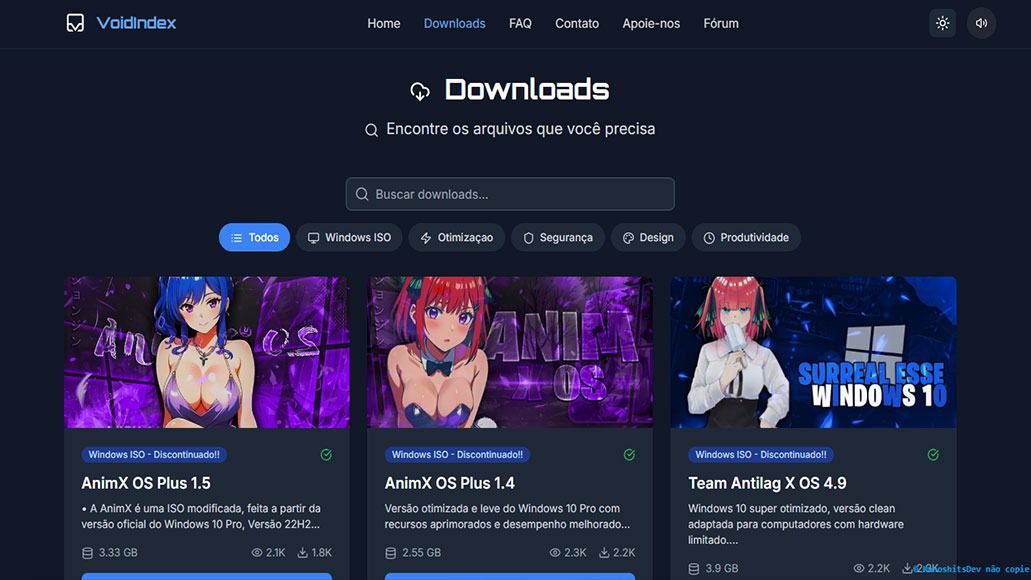 VoidIndex
Home Downloads FAQ Contato Apoie-nos Fórum
Downloads
Encontre os arquivos que você precisa
Buscar downloads...
Todos Windows ISO Otimizaçao Segurança Design Produtividade
OS
ANIM
X OS
SURREAL ESSE
WINDOWS 10
Windows ISO - Discontinuado!!
AnimX OS Plus 1.5
• A AnimX é uma ISO modificada, feita a partir da
versão oficial do Windows 10 Pro, Versão 22H2...
3.33 GB 2.1K 1.8K
Windows ISO - Discontinuado!!
AnimX OS Plus 1.4
Versão otimizada e leve do Windows 10 Pro com
recursos aprimorados e desempenho melhorado...
2.55 GB 2.3K 2.2K
Windows ISO - Discontinuado!!
Team Antilag X OS 4.9
Windows 10 super otimizado, versão clean
adaptada para computadores com hardware
limitado....
3.9 GB 2.2K
não copie